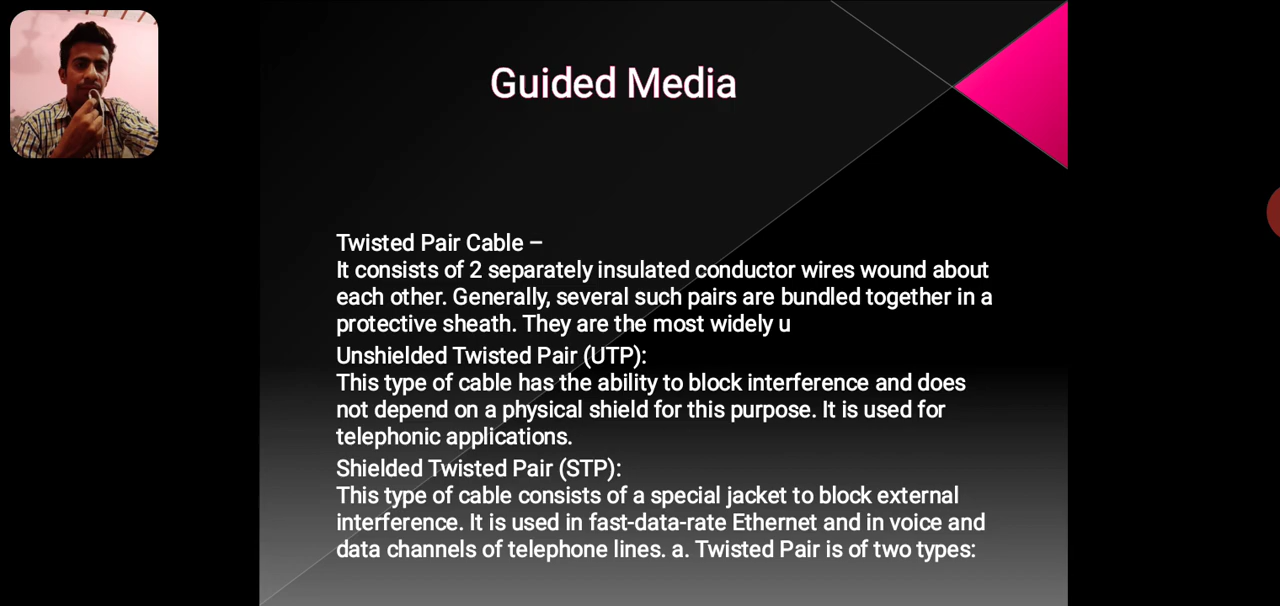 Guided Media
Twisted Pair Cable –
It consists of 2 separately insulated conductor wires wound about
each other. Generally, several such pairs are bundled together in a
protective sheath. They are the most widely u
Unshielded Twisted Pair (UTP):
This type of cable has the ability to block interference and does
not depend on a physical shield for this purpose. It is used for
telephonic applications.
Shielded Twisted Pair (STP):
This type of cable consists of a special jacket to block external
interference. It is used in fast-data-rate Ethernet and in voice and
data channels of telephone lines. a. Twisted Pair is of two types: